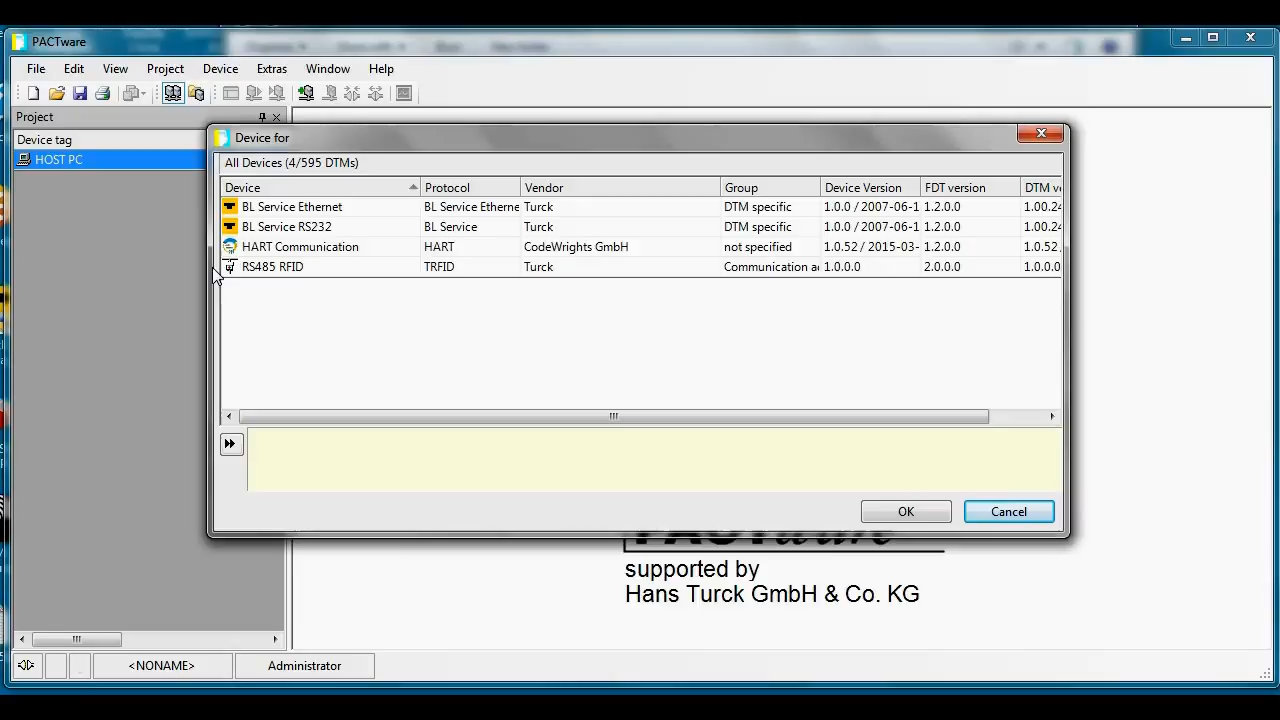 PACTware
File Edit View Project Device Extras Window Help
Project
Device tag
HOST PC
Device for
All Devices (4/595 DTMs)
Device Protocol Vendor Group Device Version FDT version DTM ve
BL Service Ethernet BL Service Etherne Turck DTM specific 1.0.0 / 2007-06-1 1.2.0.0 1.00.24
BL Service RS232 BL Service Turck DTM specific 1.0.0 / 2007-06-1 1.2.0.0 1.00.24
HART Communication HART CodeWrights GmbH not specified 1.0.52 / 2015-03- 1.2.0.0 1.0.52
RS485 RFID TRFID Turck Communication ac 1.0.0.0 2.0.0.0 1.0.0.0
OK Cancel
supported by
Hans Turck GmbH & Co. KG
<NONAME> Administrator